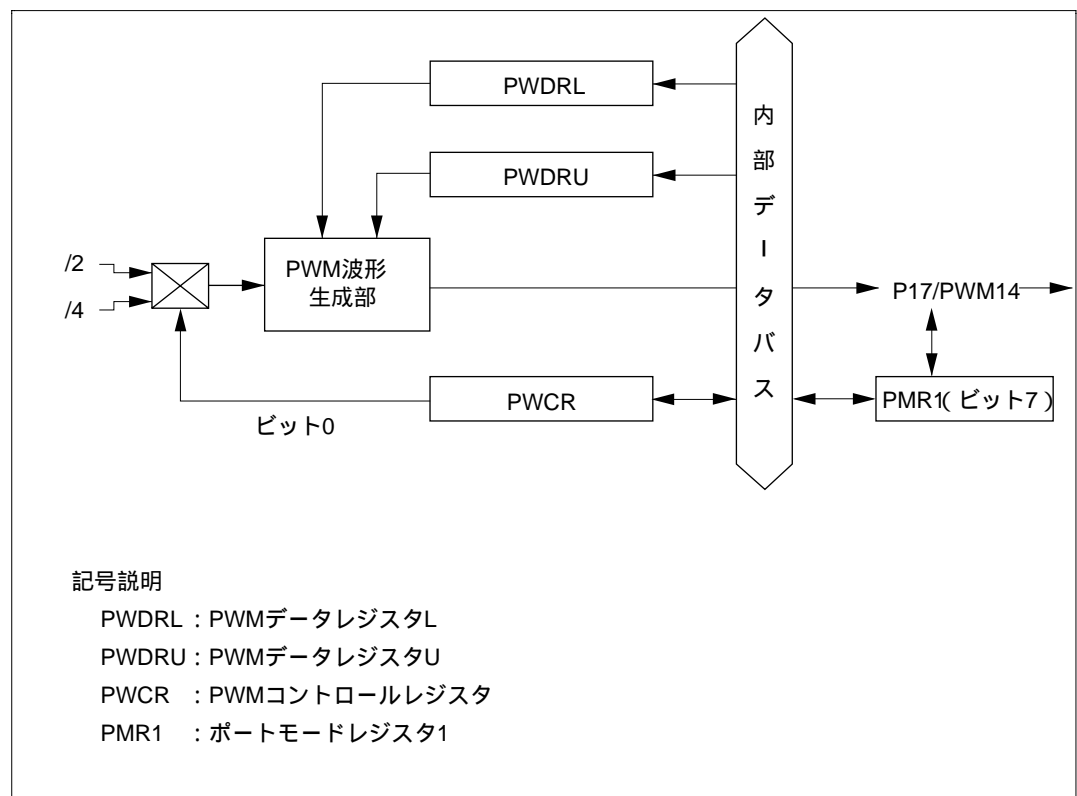 PWDRL
PWDRU
内部データバス
/2
/4
PWM波形
生成部
P17/PWM14
PWCR
PMR1(ビット7)
ビット0
記号説明
PWDRL：PWMデータレジスタL
PWDRU：PWMデータレジスタU
PWCR ：PWMコントロールレジスタ
PMR1 ：ポートモードレジスタ1